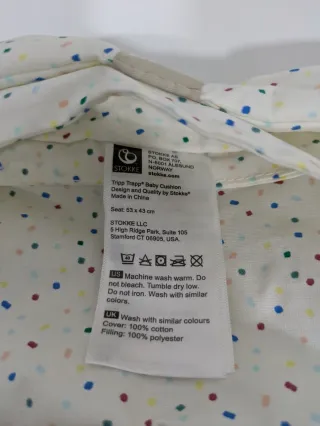 STOKKE
STOKKE AS
P.O. BOX 707,
N-6001 ÅLESUND
NORWAY
stokke.com
Tripp Trapp® Baby Cushion
Design and Quality by Stokke®
Made in China
Seat: 53 x 43 cm
STOKKE LLC
5 High Ridge Park, Suite 105
Stamford CT 06905, USA.
US Machine wash warm. Do
not bleach. Tumble dry low.
Do not iron. Wash with similar
colors.
UK Wash with similar colours
Cover: 100% cotton
Filling: 100% polyester